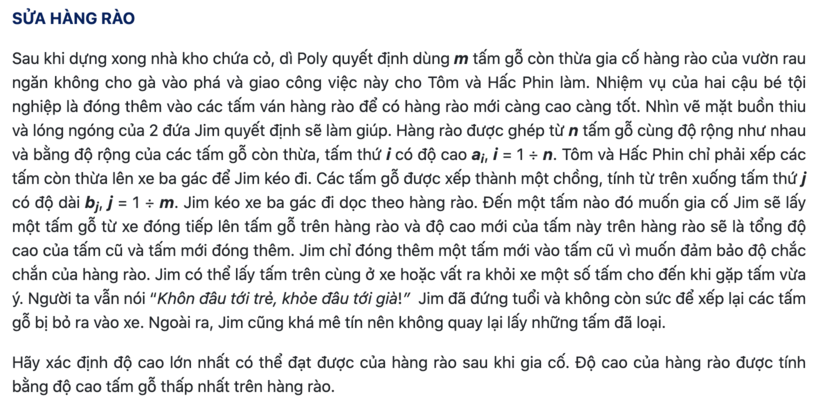 SỬA HÀNG RÀO
Sau khi dựng xong nhà kho chứa cỏ, dì Poly quyết định dùng m tấm gỗ còn thừa gia cố hàng rào của vườn rau
ngăn không cho gà vào phá và giao công việc này cho Tôm và Hấc Phin làm. Nhiệm vụ của hai cậu bé tội
nghiệp là đóng thêm vào các tấm ván hàng rào để có hàng rào mới càng cao càng tốt. Nhìn vẽ mặt buồn thiu
và lóng ngóng của 2 đứa Jim quyết định sẽ làm giúp. Hàng rào được ghép từ n tấm gỗ cùng độ rộng như nhau
và bằng độ rộng của các tấm gỗ còn thừa, tấm thứ i có độ cao ai, i = 1 ÷ n. Tôm và Hấc Phin chỉ phải xếp các
tấm còn thừa lên xe ba gác để Jim kéo đi. Các tấm gỗ được xếp thành một chồng, tính từ trên xuống tấm thứ j
có độ dài bj, j = 1 ÷ m. Jim kéo xe ba gác đi dọc theo hàng rào. Đến một tấm nào đó muốn gia cố Jim sẽ lấy
một tấm gỗ từ xe đóng tiếp lên tấm gỗ trên hàng rào và độ cao mới của tấm này trên hàng rào sẽ là tổng độ
cao của tấm cũ và tấm mới đóng thêm. Jim chỉ đóng thêm một tấm mới vào tấm cũ vì muốn đảm bảo độ chắc
chắn của hàng rào. Jim có thể lấy tấm trên cùng ở xe hoặc vất ra khỏi xe một số tấm cho đến khi gặp tấm vừa
ý. Người ta vẫn nói "Khôn đâu tới trẻ, khỏe đâu tới già!" Jim đã đứng tuổi và không còn sức để xếp lại các tấm
gỗ bị bỏ ra vào xe. Ngoài ra, Jim cũng khá mê tín nên không quay lại lấy những tấm đã loại.
Hãy xác định độ cao lớn nhất có thể đạt được của hàng rào sau khi gia cố. Độ cao của hàng rào được tính
bằng độ cao tấm gỗ thấp nhất trên hàng rào.